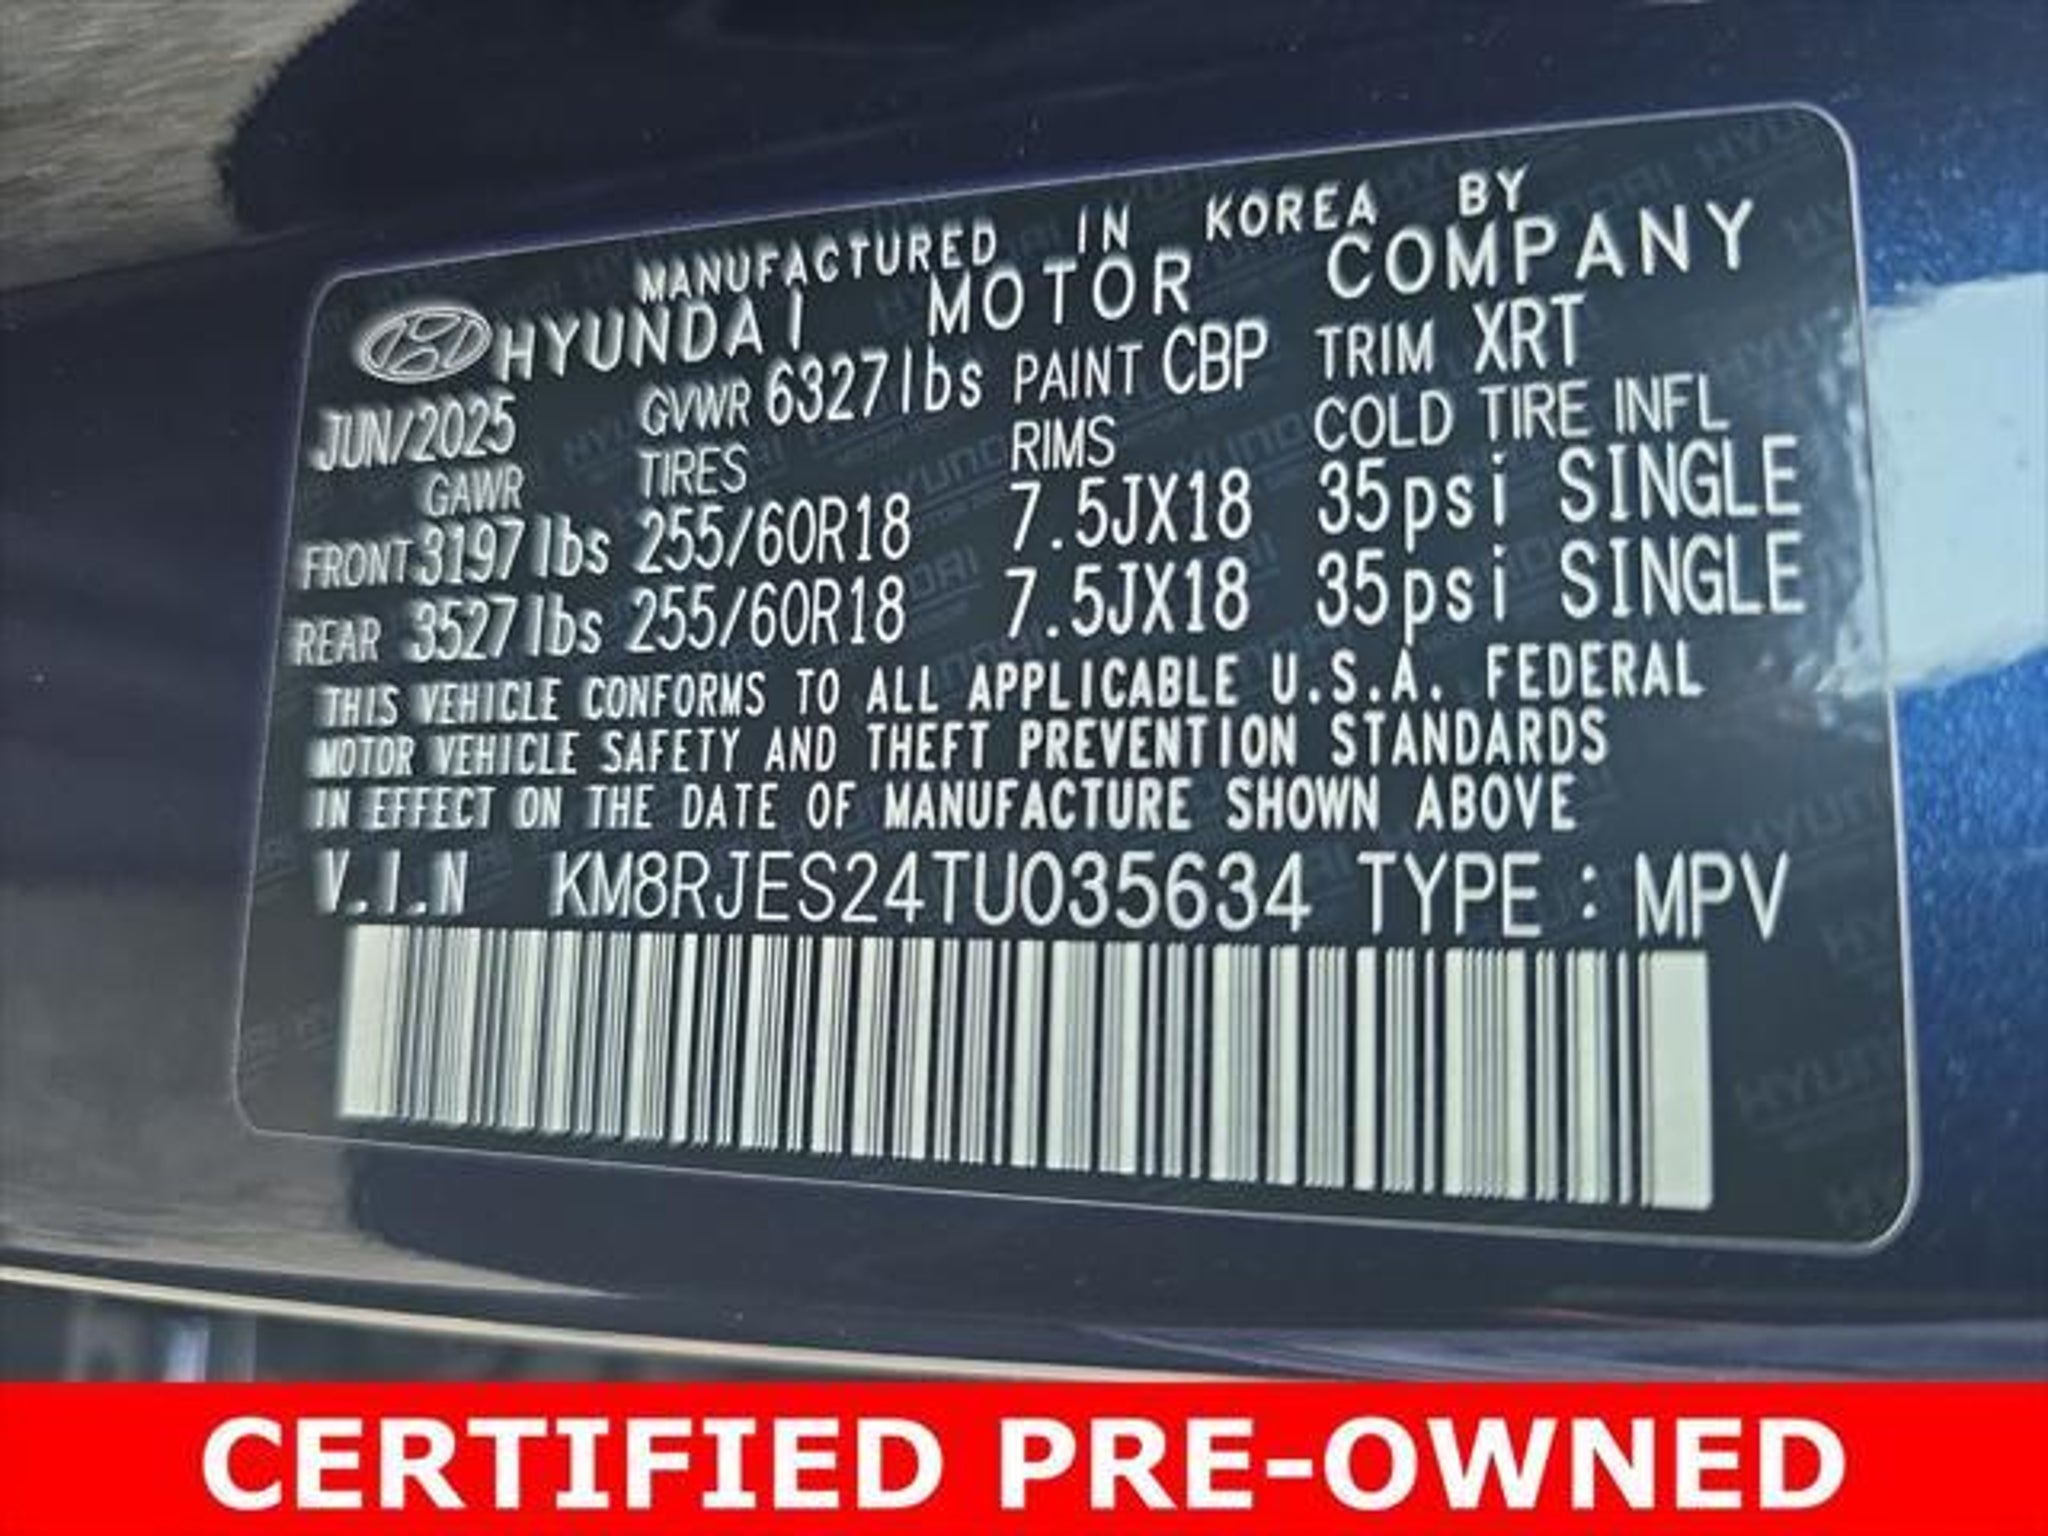 MANUFACTURED IN KOREA BY
HYUNDAI MOTOR COMPANY
JUN/2025 GVWR 6327lbs PAINT CBP TRIM XRT
GAWR TIRES RIMS COLD TIRE INFL
FRONT 3197lbs 255/60R18 7.5JX18 35psi SINGLE
REAR 3527lbs 255/60R18 7.5JX18 35psi SINGLE
THIS VEHICLE CONFORMS TO ALL APPLICABLE U.S.A. FEDERAL
MOTOR VEHICLE SAFETY AND THEFT PREVENTION STANDARDS
IN EFFECT ON THE DATE OF MANUFACTURE SHOWN ABOVE
V.I.N KM8RJES24TU035634 TYPE : MPV
CERTIFIED PRE-OWNED